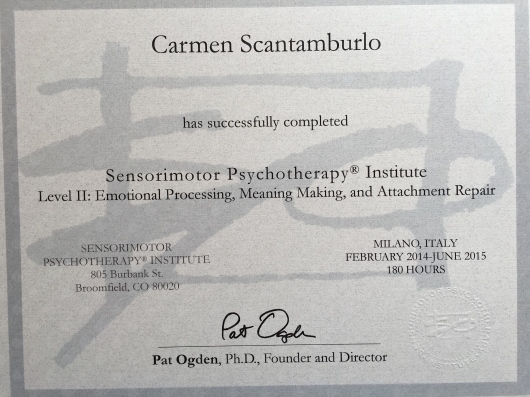 Carmen Scantamburlo
has successfully completed
Sensorimotor Psychotherapy® Institute
Level II: Emotional Processing, Meaning Making, and Attachment Repair
SENSORIMOTOR
PSYCHOTHERAPY® INSTITUTE
805 Burbank St.
Broomfield, CO 80020
MILANO, ITALY
FEBRUARY 2014-JUNE 2015
180 HOURS
Pat Ogden
Pat Ogden, Ph.D., Founder and Director